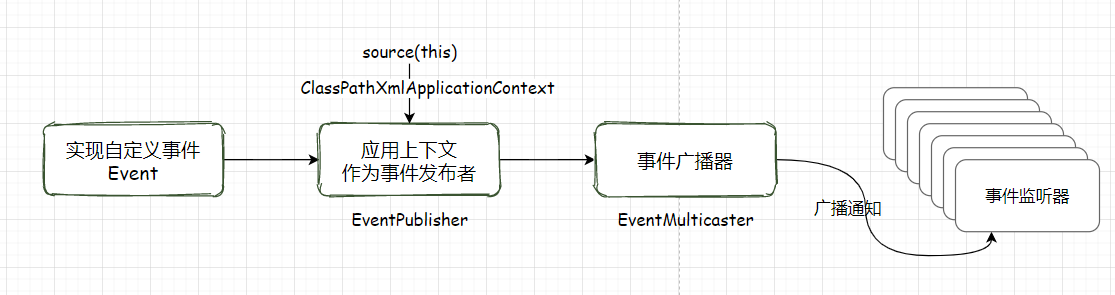 source(this)
ClassPathXmlApplicationContext
实现自定义事件
Event
应用上下文
作为事件发布者
EventPublisher
事件广播器
EventMulticaster
广播通知
事件监听器